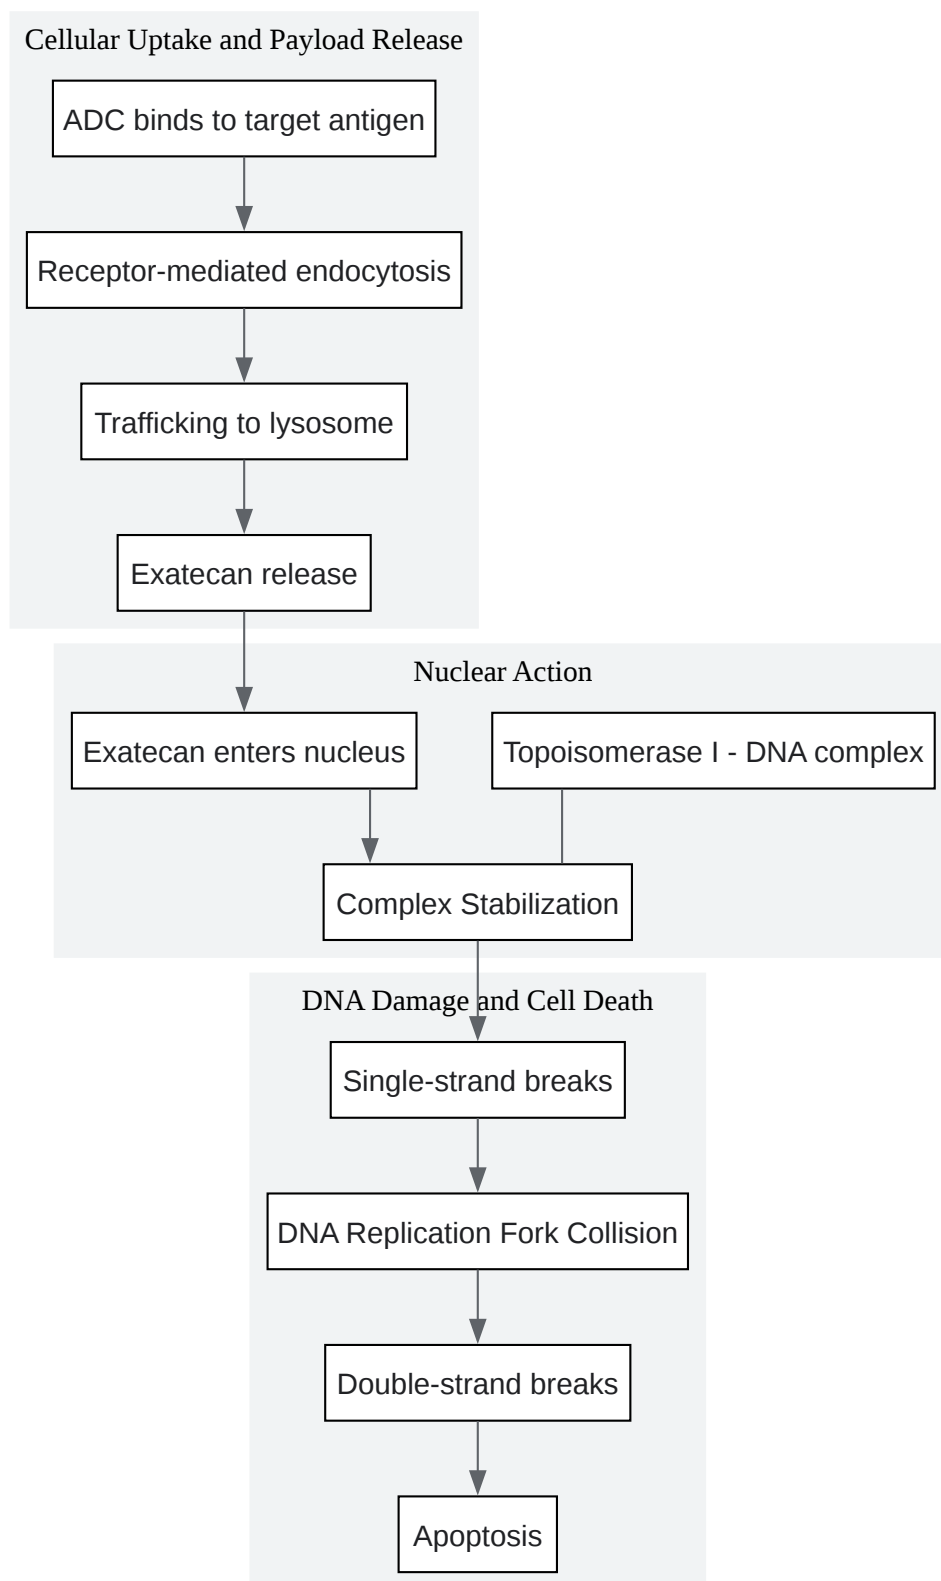 Cellular Uptake and Payload Release
ADC binds to target antigen
Receptor-mediated endocytosis
Trafficking to lysosome
Exatecan release
Nuclear Action
Exatecan enters nucleus
Topoisomerase I - DNA complex
Complex Stabilization
DNA Damage and Cell Death
Single-strand breaks
DNA Replication Fork Collision
Double-strand breaks
Apoptosis